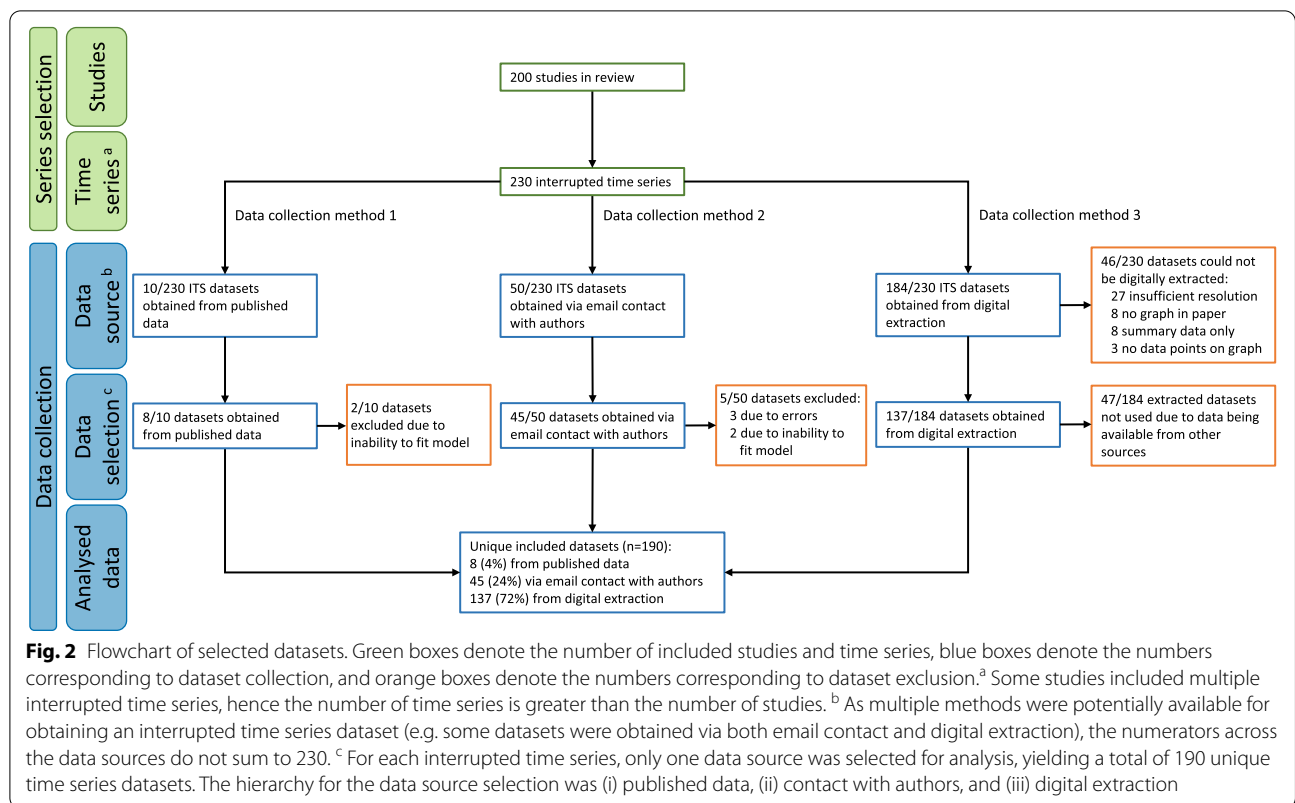 Series selection
Studies
Time
series a
Data collection
Data
source b
Data
selection c
Analysed
data
200 studies in review
230 interrupted time series
Data collection method 1
Data collection method 2
Data collection method 3
10/230 ITS datasets
obtained from published
data
50/230 ITS datasets
obtained via email contact
with authors
184/230 ITS datasets
obtained from digital
extraction
46/230 datasets could not
be digitally extracted:
27 insufficient resolution
8 no graph in paper
8 summary data only
3 no data points on graph
8/10 datasets obtained
from published data
2/10 datasets
excluded due to
inability to fit model
45/50 datasets obtained via
email contact with authors
5/50 datasets excluded:
3 due to errors
2 due to inability to
fit model
137/184 datasets obtained
from digital extraction
47/184 extracted datasets
not used due to data being
available from other
sources
Unique included datasets (n=190):
8 (4%) from published data
45 (24%) via email contact with authors
137 (72%) from digital extraction
Fig. 2 Flowchart of selected datasets. Green boxes denote the number of included studies and time series, blue boxes denote the numbers
corresponding to dataset collection, and orange boxes denote the numbers corresponding to dataset exclusion.a Some studies included multiple
interrupted time series, hence the number of time series is greater than the number of studies. b As multiple methods were potentially available for
obtaining an interrupted time series dataset (e.g. some datasets were obtained via both email contact and digital extraction), the numerators across
the data sources do not sum to 230. c For each interrupted time series, only one data source was selected for analysis, yielding a total of 190 unique
time series datasets. The hierarchy for the data source selection was (i) published data, (ii) contact with authors, and (iii) digital extraction